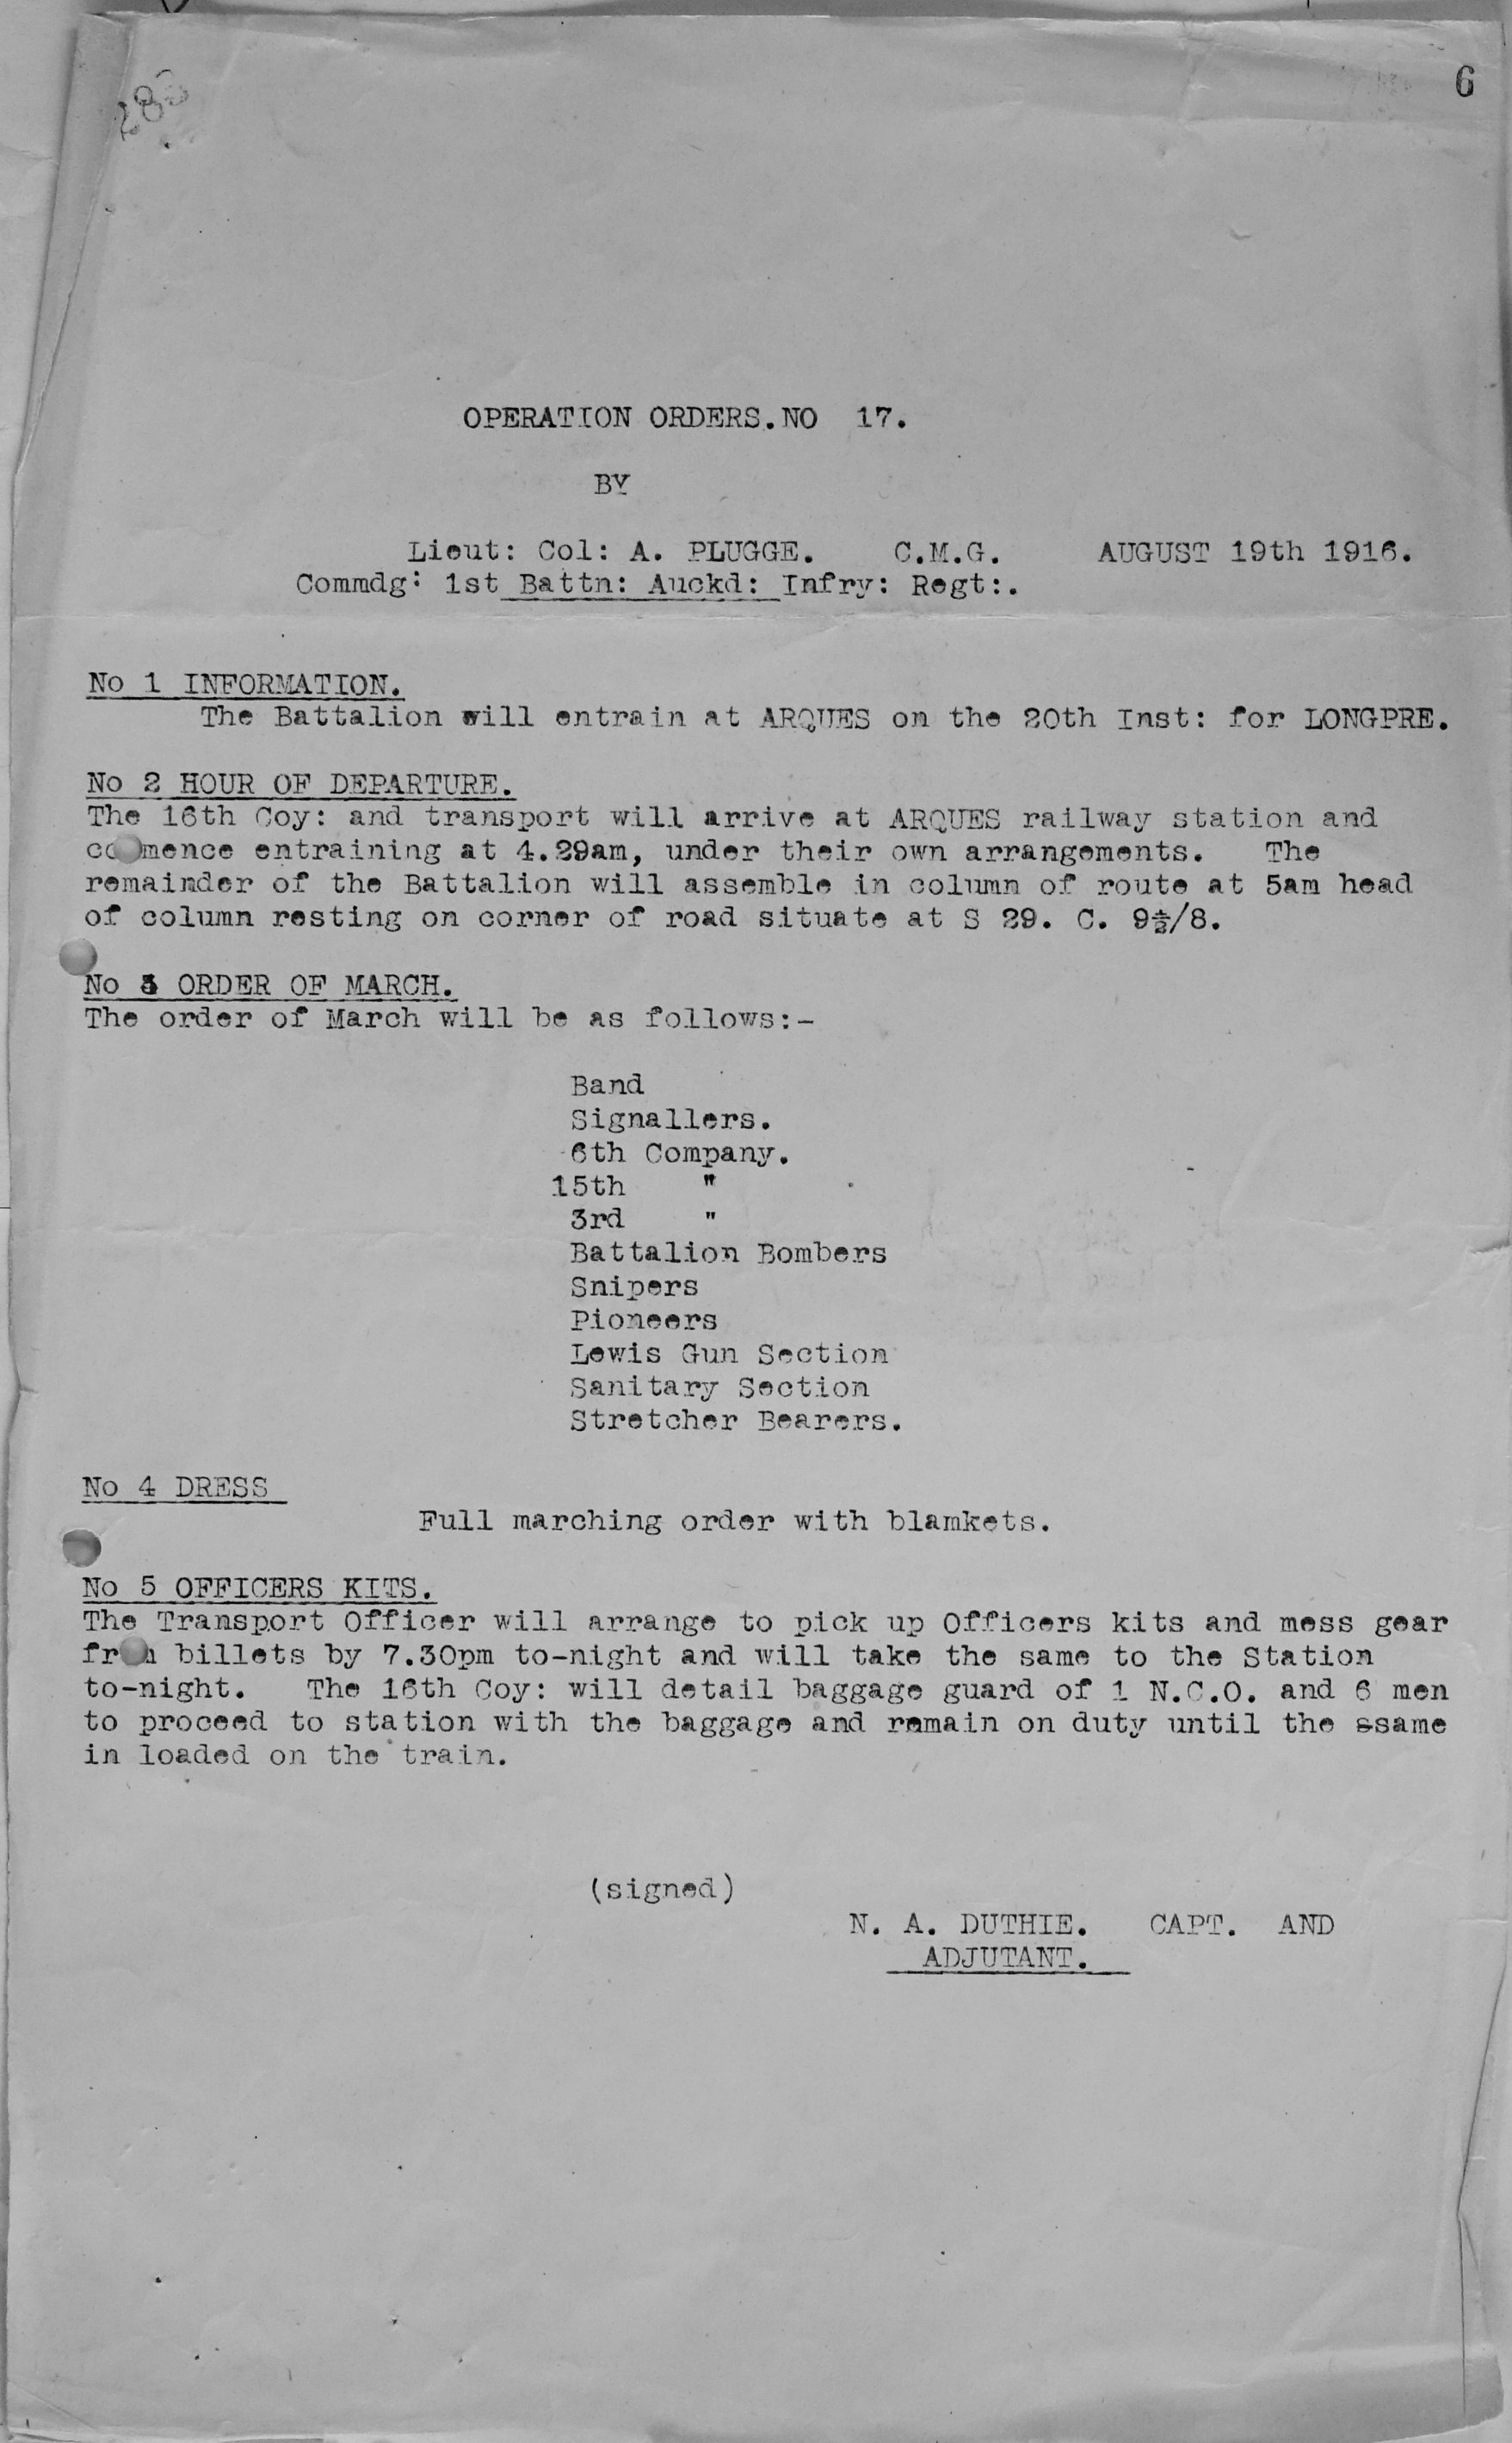 6
OPERATION ORDERS.NO 17.
BY
Lieut: Col: A. PLUGGE. C.M.G. AUGUST 19th 1916.
Commdg: 1st Battn: Auckd: Infry: Regt:.
No 1 INFORMATION.
The Battalion will entrain at ARQUES on the 20th Inst: for LONGPRE.
No 2 HOUR OF DEPARTURE.
The 16th Coy: and transport will arrive at ARQUES railway station and
commence entraining at 4.29am, under their own arrangements. The
remainder of the Battalion will assemble in column of route at 5am head
of column resting on corner of road situate at S 29. C. 9½/8.
No 3 ORDER OF MARCH.
The order of March will be as follows:-
Band
Signallers.
6th Company.
15th "
3rd "
Battalion Bombers
Snipers
Pioneers
Lewis Gun Section
Sanitary Section
Stretcher Bearers.
No 4 DRESS
Full marching order with blamkets.
No 5 OFFICERS KITS.
The Transport Officer will arrange to pick up Officers kits and mess gear
from billets by 7.30pm to-night and will take the same to the Station
to-night. The 16th Coy: will detail baggage guard of 1 N.C.O. and 6 men
to proceed to station with the baggage and remain on duty until the ssame
in loaded on the train.
(signed)
N. A. DUTHIE. CAPT. AND
ADJUTANT.